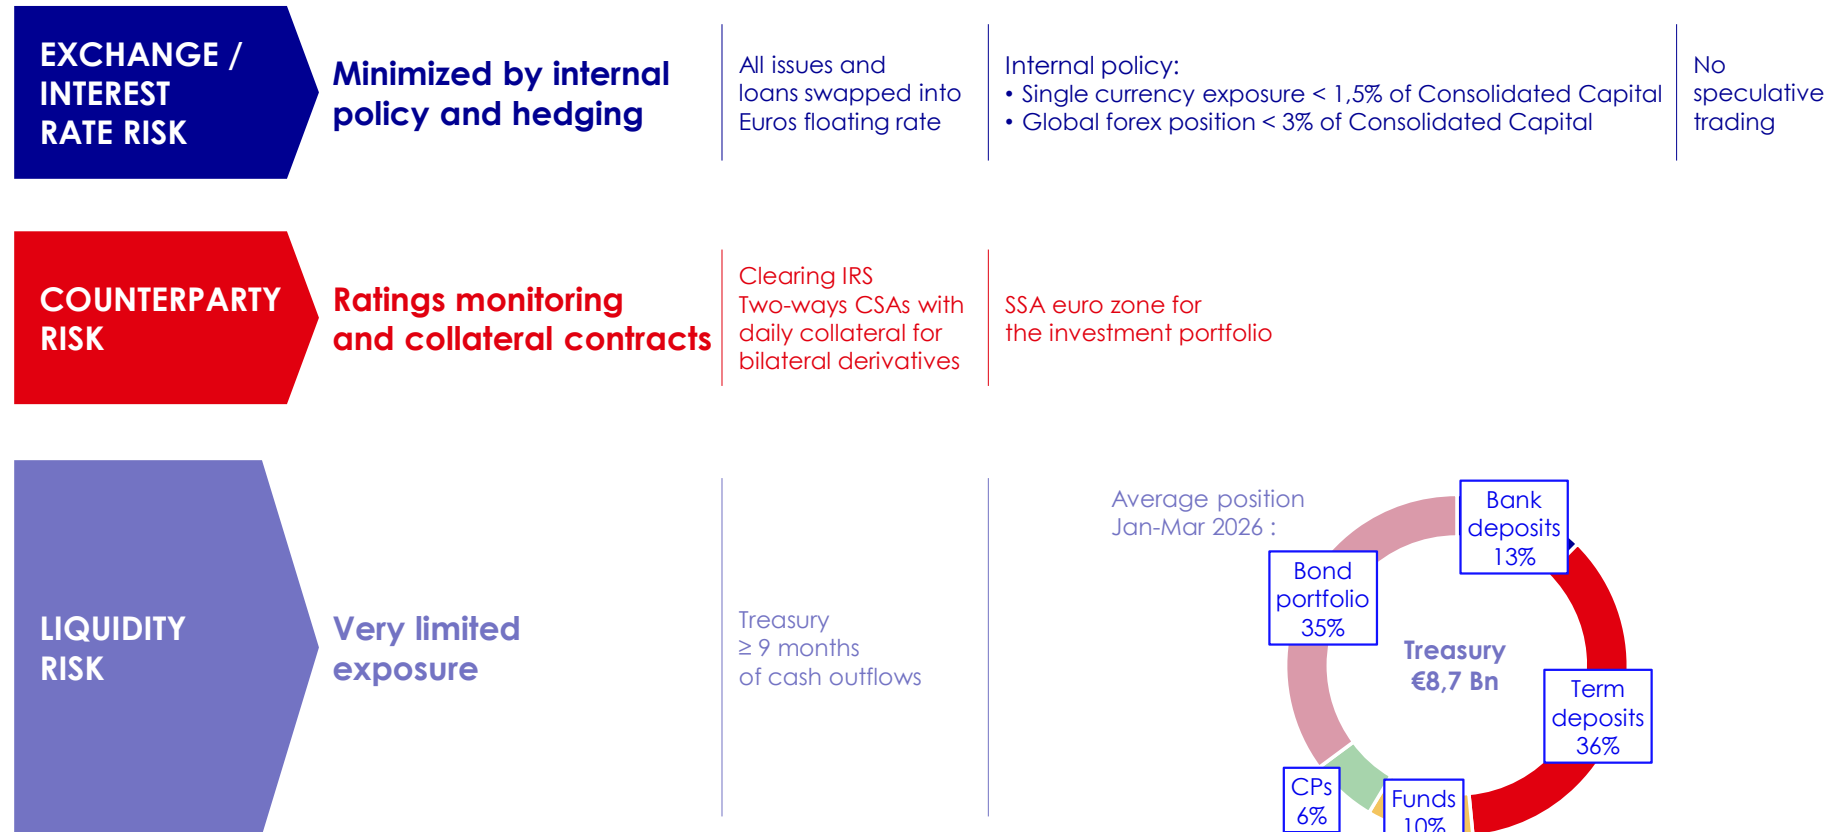 EXCHANGE /
INTEREST
RATE RISK
Minimized by internal
policy and hedging
All issues and
loans swapped into
Euros floating rate
Internal policy:
• Single currency exposure < 1,5% of Consolidated Capital
• Global forex position < 3% of Consolidated Capital
No
speculative
trading
COUNTERPARTY
RISK
Ratings monitoring
and collateral contracts
Clearing IRS
Two-ways CSAs with
daily collateral for
bilateral derivatives
SSA euro zone for
the investment portfolio
LIQUIDITY
RISK
Very limited
exposure
Treasury
≥ 9 months
of cash outflows
Average position
Jan-Mar 2026 :
Bank
deposits
13%
Bond
portfolio
35%
Treasury
€8,7 Bn
Term
deposits
36%
CPs
6%
Funds
10%